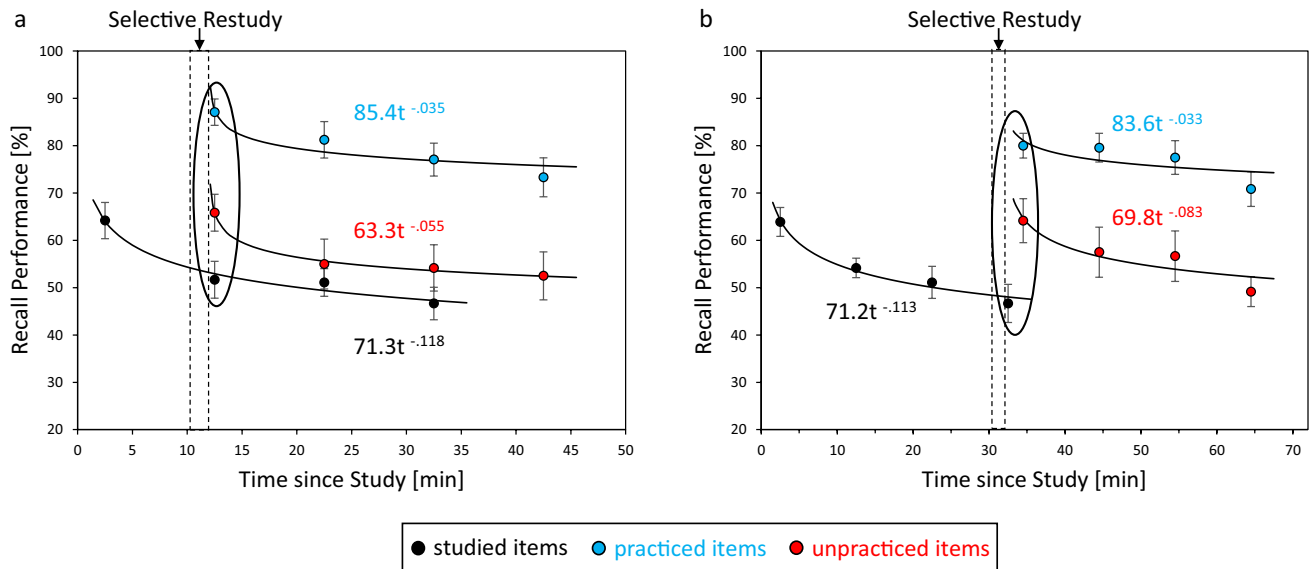 a
Selective Restudy
Recall Performance [%]
100
90
80
70
60
50
40
30
20
85.4t -.035
63.3t -.055
71.3t -.118
0 5 10 15 20 25 30 35 40 45 50
Time since Study [min]
b
Selective Restudy
Recall Performance [%]
100
90
80
70
60
50
40
30
20
83.6t -.033
69.8t -.083
71.2t -.113
0 10 20 30 40 50 60 70
Time since Study [min]
studied items practiced items unpracticed items